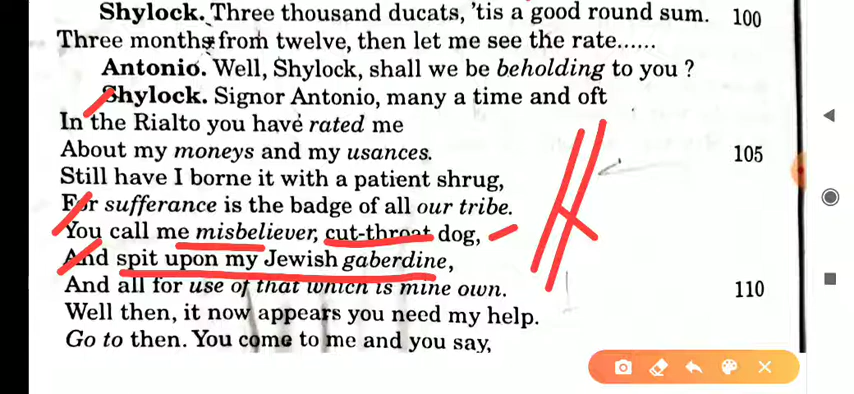 Shylock. Three thousand ducats, 'tis a good round sum. 100
Three months from twelve, then let me see the rate......
Antonio. Well, Shylock, shall we be beholding to you ?
Shylock. Signor Antonio, many a time and oft
In the Rialto you have rated me
About my moneys and my usances. 105
Still have I borne it with a patient shrug,
For sufferance is the badge of all our tribe.
You call me misbeliever, cut-throat dog,
And spit upon my Jewish gaberdine,
And all for use of that which is mine own. 110
Well then, it now appears you need my help.
Go to then. You come to me and you say,